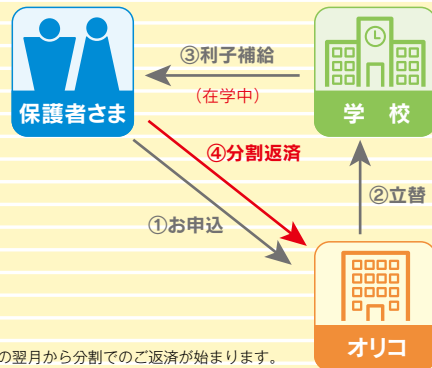 ③利子補給
(在学中)
保護者さま
学 校
④分割返済
②立替
①お申込
オリコ
の翌月から分割でのご返済が始まります。